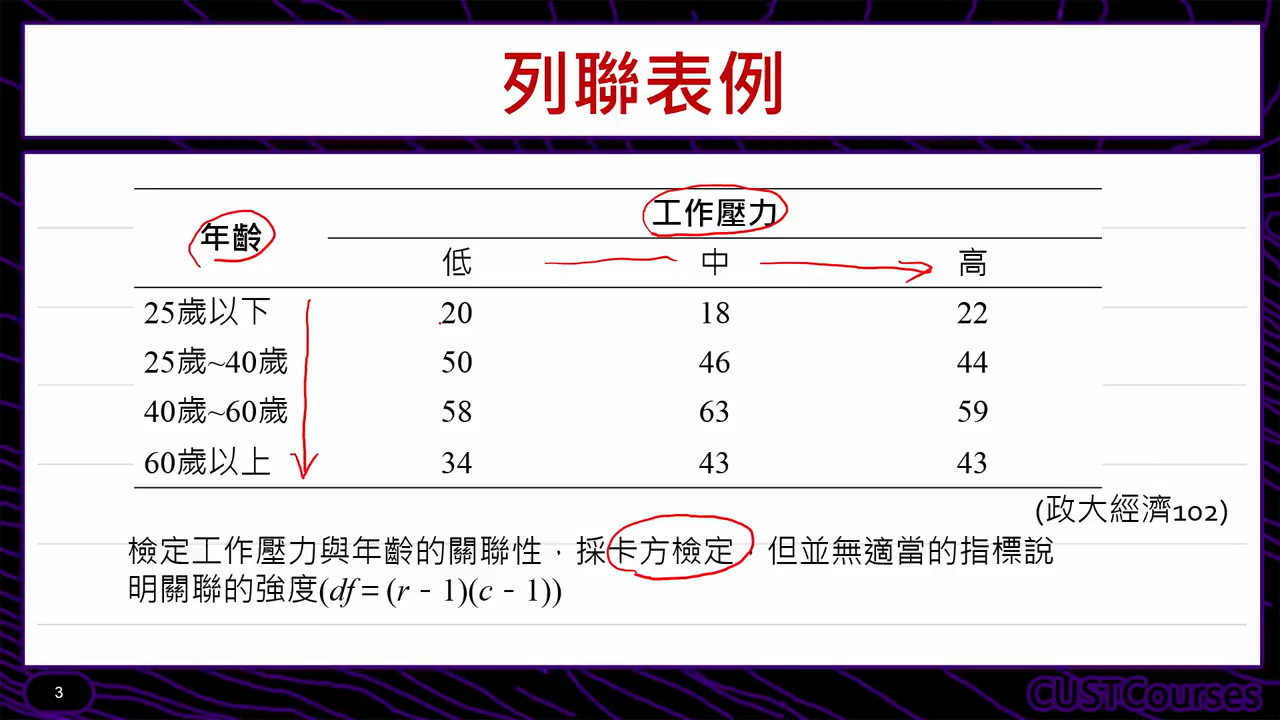 列聯表例
工作壓力
年齡
低 中 高
25歲以下 20 18 22
25歲~40歲 50 46 44
40歲~60歲 58 63 59
60歲以上 34 43 43
(政大經濟102)
檢定工作壓力與年齡的關聯性，採卡方檢定，但並無適當的指標說
明關聯的強度(df = (r − 1)(c − 1))
3
CUSTCourses